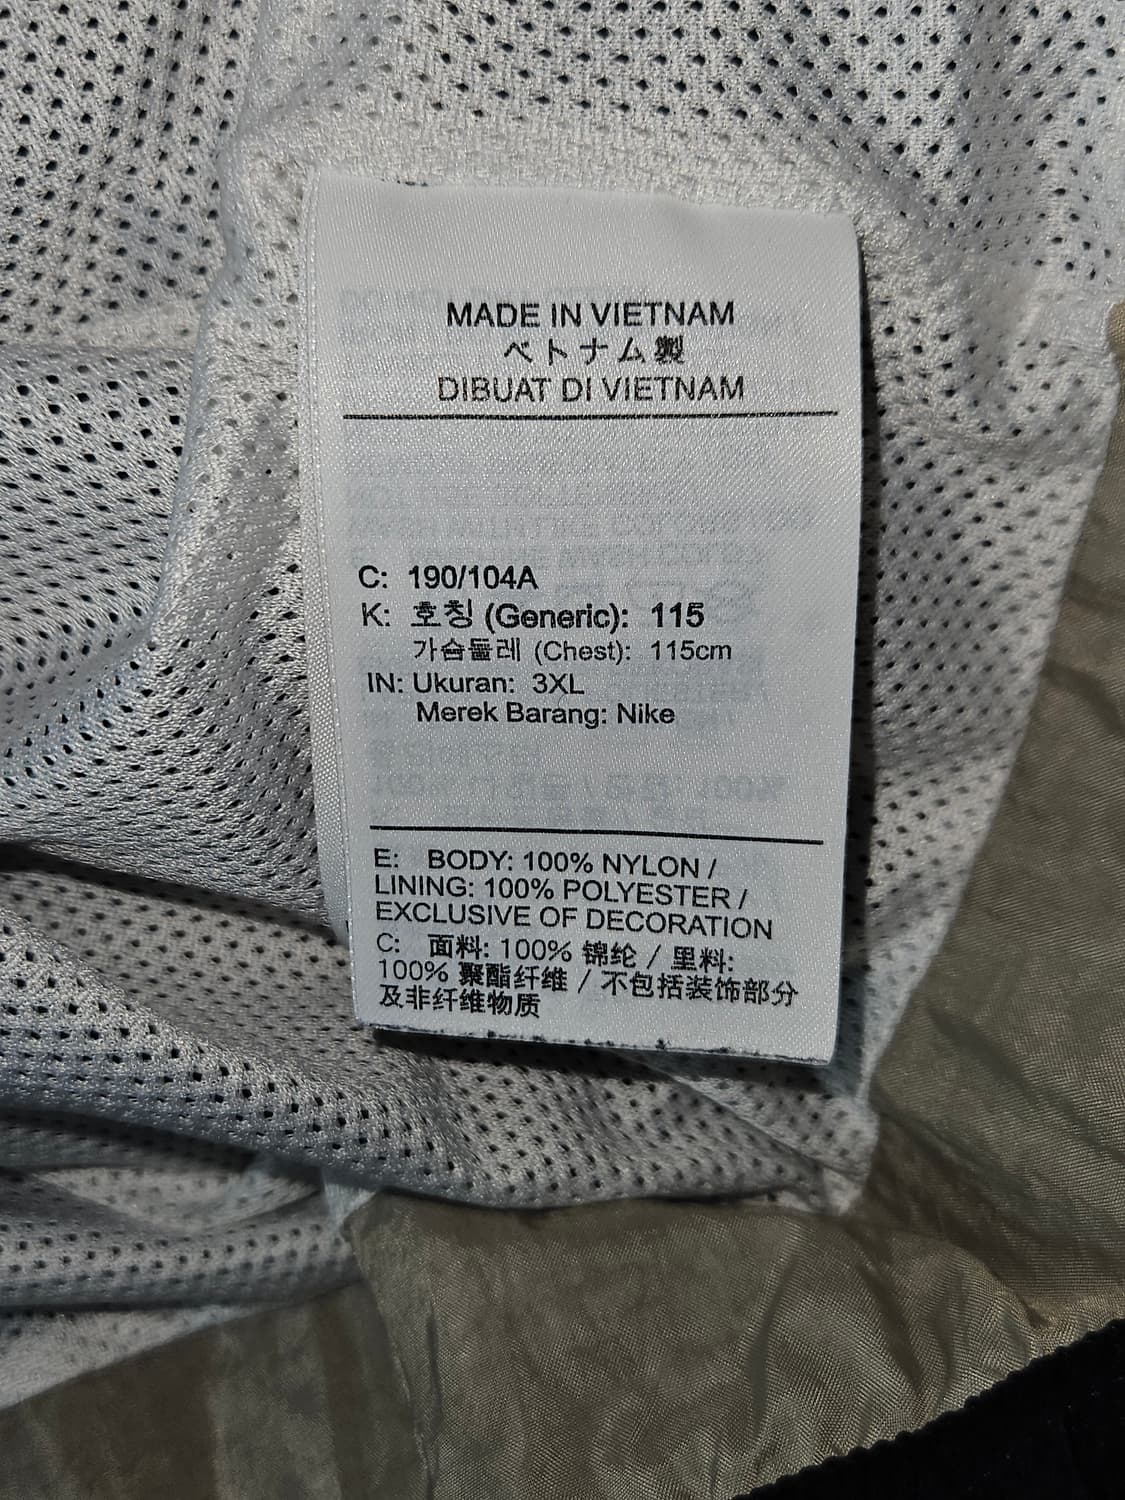 MADE IN VIETNAM
ベトナム製
DIBUAT DI VIETNAM
C: 190/104A
K: 호칭 (Generic): 115
가슴둘레 (Chest): 115cm
IN: Ukuran: 3XL
Merek Barang: Nike
E: BODY: 100% NYLON /
LINING: 100% POLYESTER /
EXCLUSIVE OF DECORATION
C: 面料: 100% 锦纶 / 里料:
100% 聚酯纤维 / 不包括装饰部分
及非纤维物质